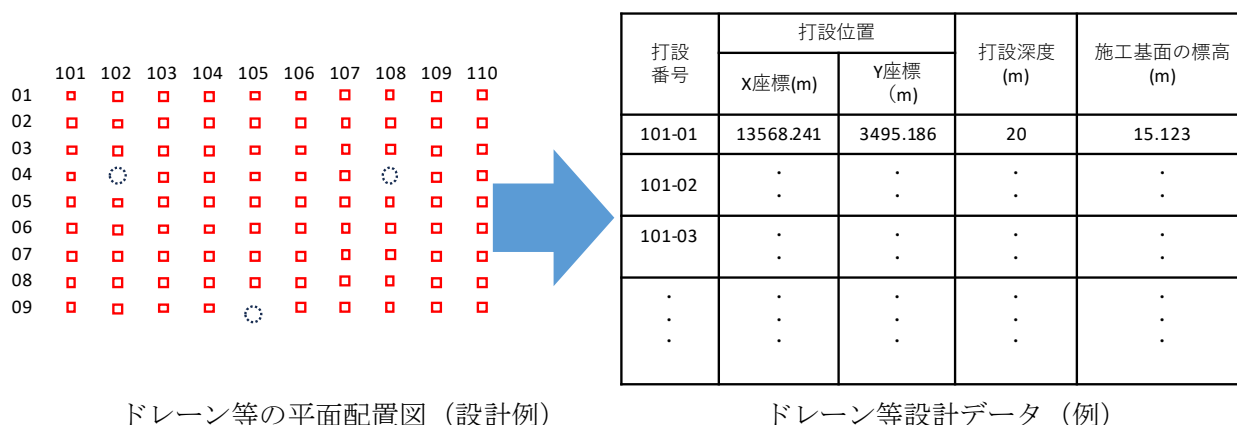 101 102 103 104 105 106 107 108 109 110
01
02
03
04
05
06
07
08
09
打設
番号
打設位置
X座標(m)
Y座標
（m)
打設深度
(m)
施工基面の標高
(m)
101-01 13568.241 3495.186 20 15.123
101-02
101-03
ドレーン等の平面配置図（設計例）
ドレーン等設計データ（例）